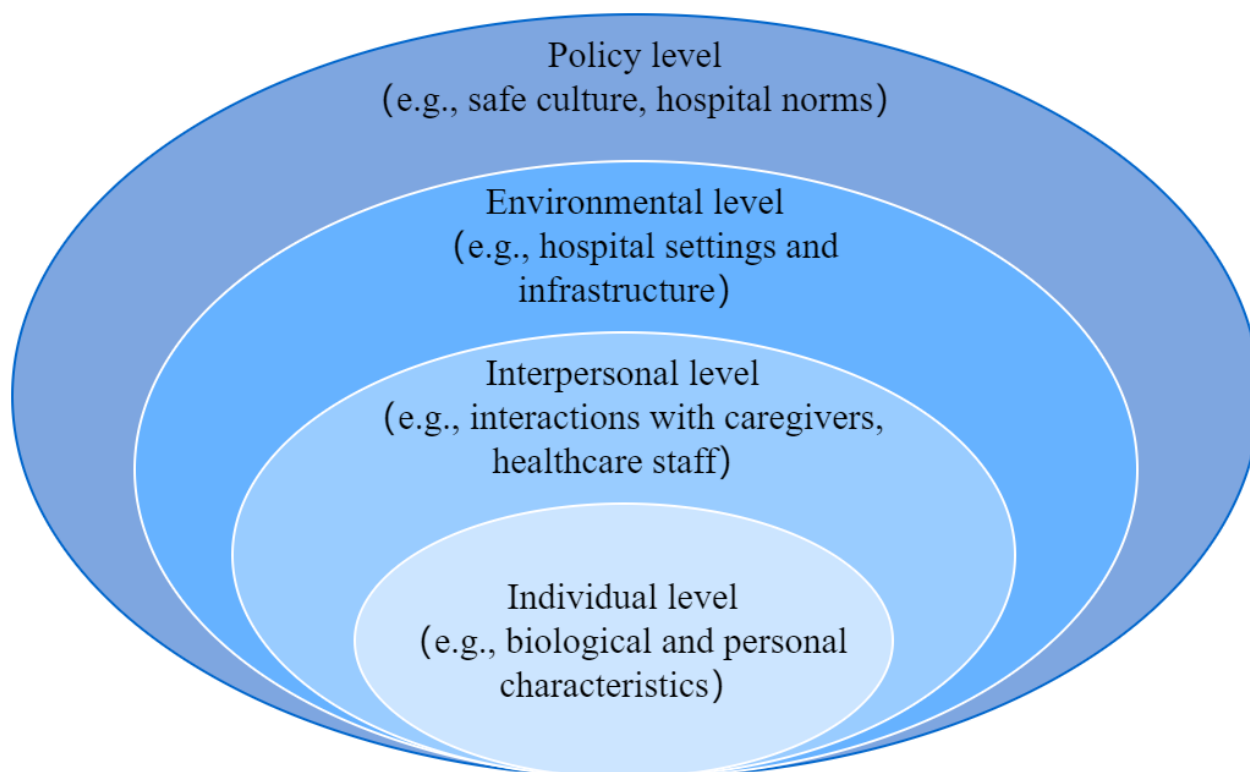 Policy level
（e.g., safe culture, hospital norms）
Environmental level
（e.g., hospital settings and
infrastructure）
Interpersonal level
（e.g., interactions with caregivers,
healthcare staff）
Individual level
（e.g., biological and personal
characteristics）